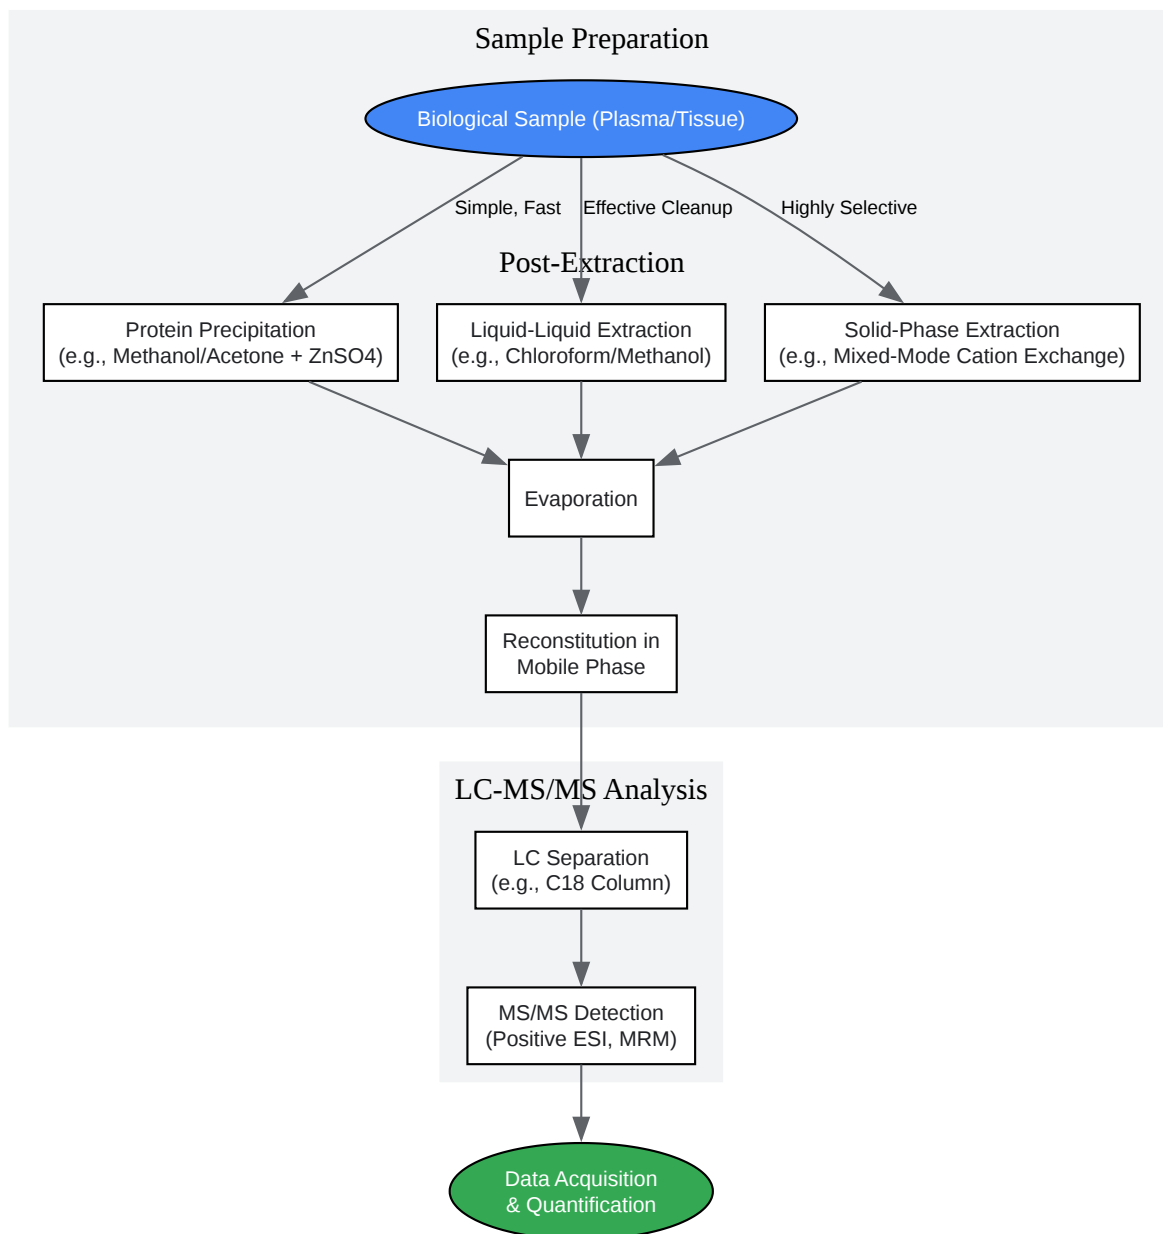 Sample Preparation
Biological Sample (Plasma/Tissue)
Simple, Fast
Effective Cleanup
Highly Selective
Post-Extraction
Protein Precipitation
(e.g., Methanol/Acetone + ZnSO4)
Liquid-Liquid Extraction
(e.g., Chloroform/Methanol)
Solid-Phase Extraction
(e.g., Mixed-Mode Cation Exchange)
Evaporation
Reconstitution in
Mobile Phase
LC-MS/MS Analysis
LC Separation
(e.g., C18 Column)
MS/MS Detection
(Positive ESI, MRM)
Data Acquisition
& Quantification